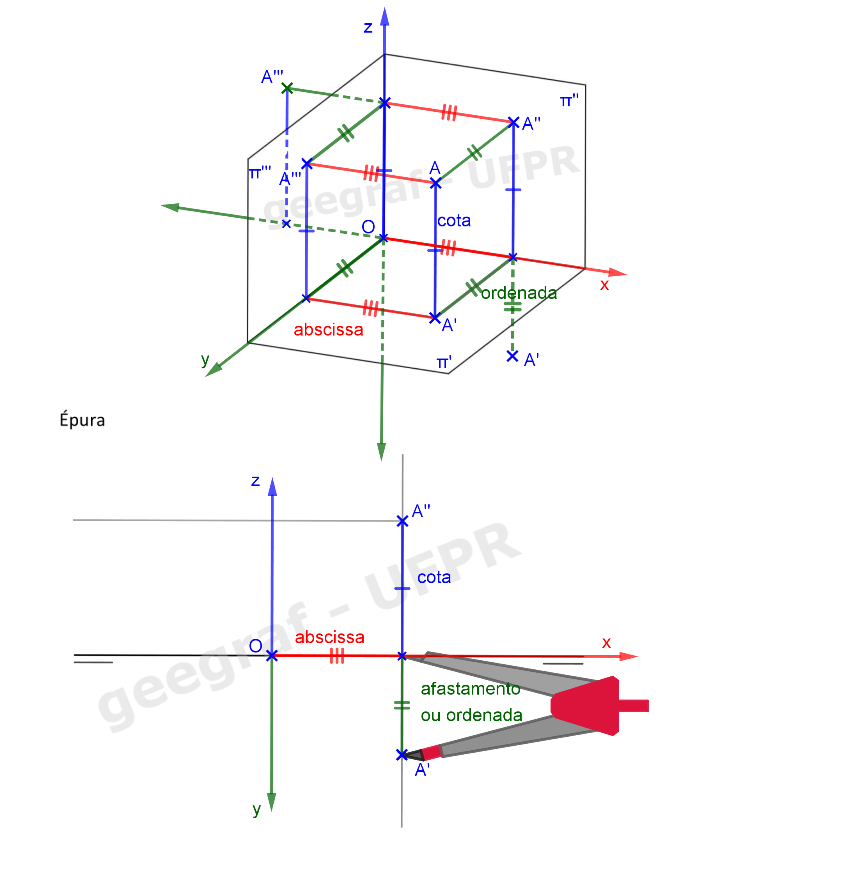 z
A'''
π''
A''
π'''
A'''
A
geegraf - UFPR
O
cota
x
ordenada
abscissa
A'
y
π'
A'
Épura
z
A''
geegraf - UFPR
cota
abscissa
O
x
afastamento
ou ordenada
A'
y